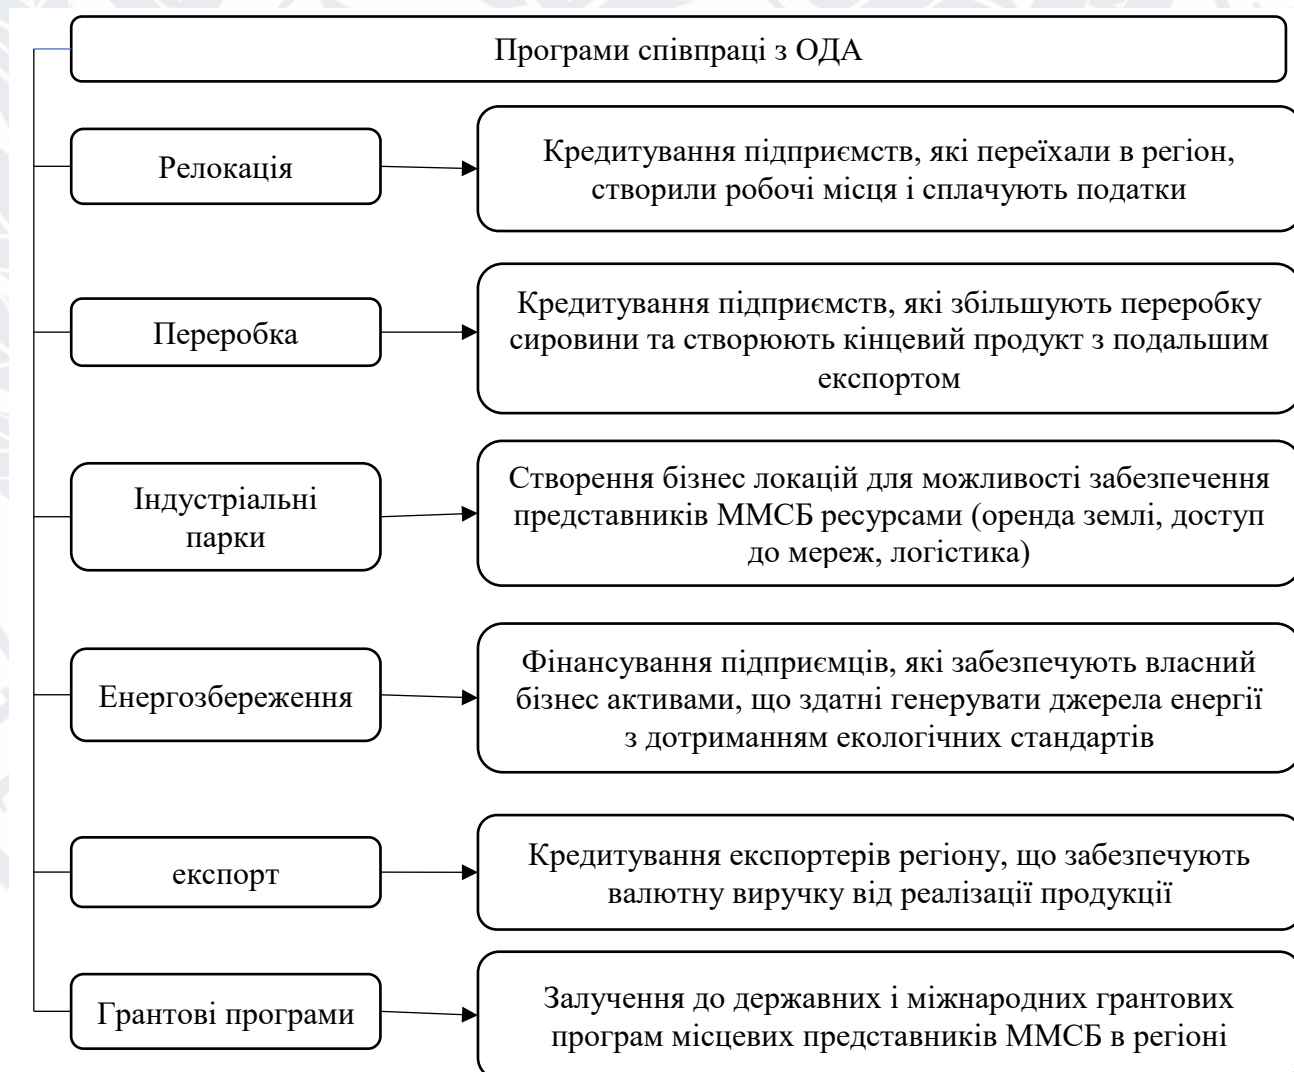 Програми співпраці з ОДА
Релокація
Кредитування підприємств, які переїхали в регіон,
створили робочі місця і сплачують податки
Переробка
Кредитування підприємств, які збільшують переробку
сировини та створюють кінцевий продукт з подальшим
експортом
Індустріальні
парки
Створення бізнес локацій для можливості забезпечення
представників ММСБ ресурсами (оренда землі, доступ
до мереж, логістика)
Енергозбереження
Фінансування підприємців, які забезпечують власний
бізнес активами, що здатні генерувати джерела енергії
з дотриманням екологічних стандартів
експорт
Кредитування експортерів регіону, що забезпечують
валютну виручку від реалізації продукції
Грантові програми
Залучення до державних і міжнародних грантових
програм місцевих представників ММСБ в регіоні